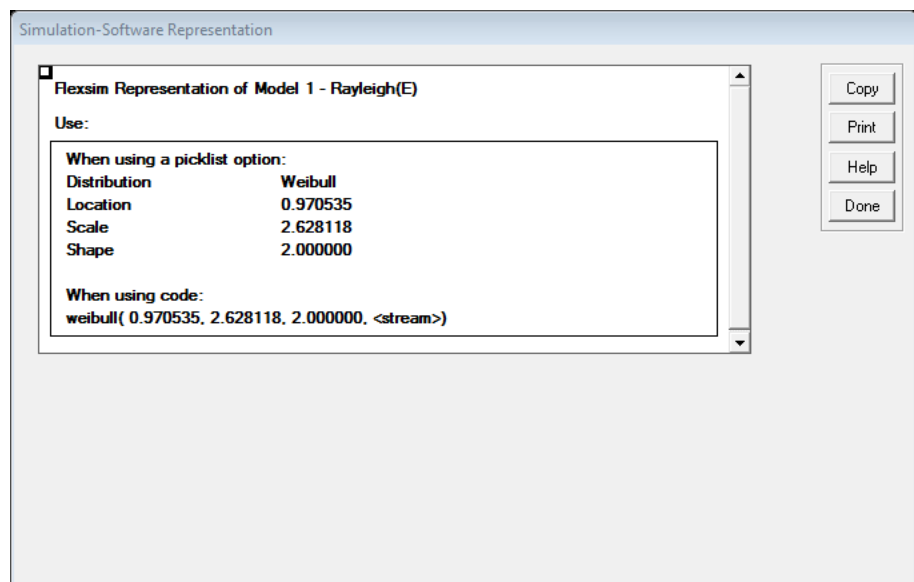 Simulation-Software Representation
Flexsim Representation of Model 1 - Rayleigh(E)
Use:
When using a picklist option:
Distribution Weibull
Location 0.970535
Scale 2.628118
Shape 2.000000
When using code:
weibull( 0.970535, 2.628118, 2.000000, <stream>)
Copy
Print
Help
Done